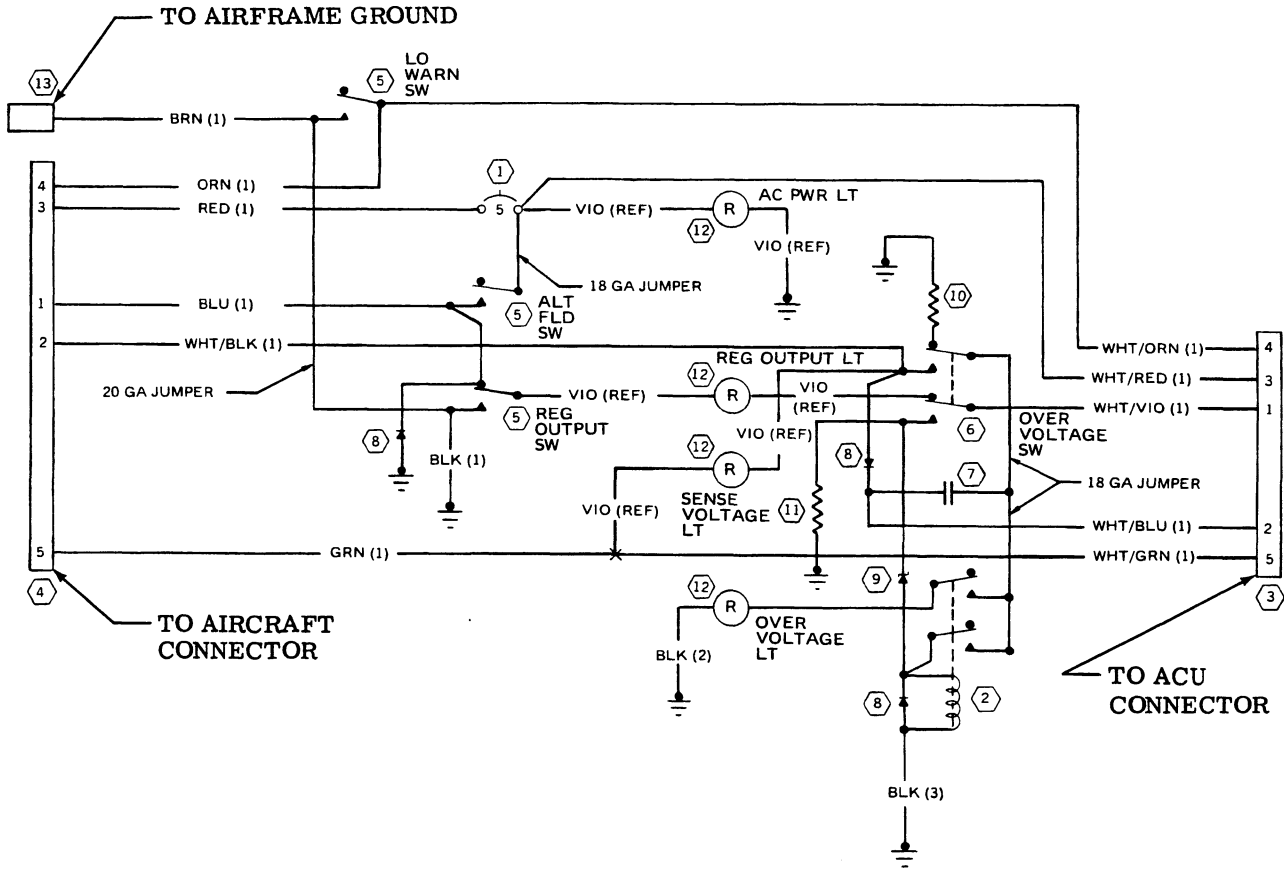 TO AIRFRAME GROUND
13
5
LO
WARN
SW
BRN (1)
1
4
ORN (1)
3
RED (1)
5
VIO (REF)
R
12
AC PWR LT
VIO (REF)
18 GA JUMPER
10
1
BLU (1)
5
ALT
FLD
SW
2
WHT/BLK (1)
REG OUTPUT LT
WHT/ORN (1)
4
20 GA JUMPER
12
WHT/RED (1)
3
VIO (REF)
R
VIO
(REF)
WHT/VIO (1)
1
5
REG
OUTPUT
SW
6
OVER
VOLTAGE
SW
8
VIO (REF)
BLK (1)
12
R
8
7
18 GA JUMPER
SENSE
VOLTAGE
LT
11
VIO (REF)
WHT/BLU (1)
2
5
GRN (1)
WHT/GRN (1)
5
4
9
3
12
R
TO AIRCRAFT
CONNECTOR
OVER
VOLTAGE
LT
BLK (2)
TO ACU
CONNECTOR
8
2
BLK (3)